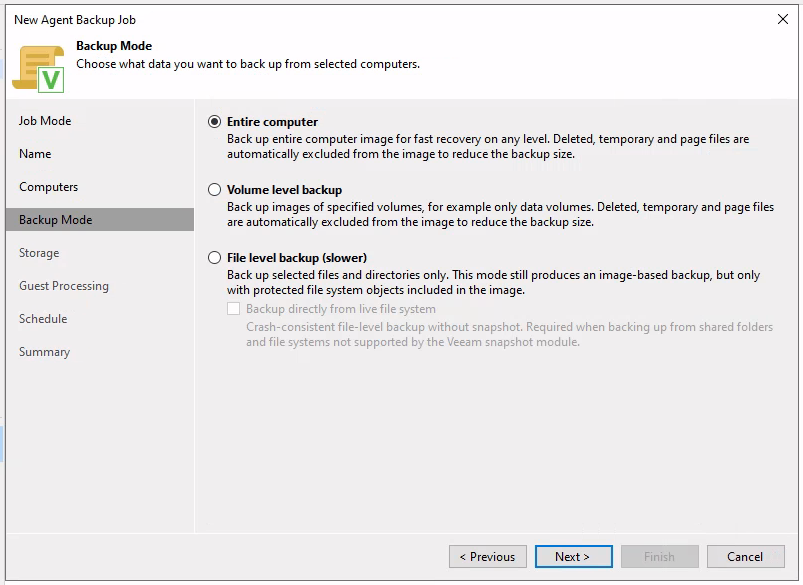 New Agent Backup Job
Backup Mode
Choose what data you want to back up from selected computers.
V
Job Mode
Name
Computers
Backup Mode
Storage
Guest Processing
Schedule
Summary
Entire computer
Back up entire computer image for fast recovery on any level. Deleted, temporary and page files are
automatically excluded from the image to reduce the backup size.
Volume level backup
Back up images of specified volumes, for example only data volumes. Deleted, temporary and page files
are automatically excluded from the image to reduce the backup size.
File level backup (slower)
Back up selected files and directories only. This mode still produces an image-based backup, but only
with protected file system objects included in the image.
Backup directly from live file system
Crash-consistent file-level backup without snapshot. Required when backing up from shared folders
and file systems not supported by the Veeam snapshot module.
< Previous
Next >
Finish
Cancel